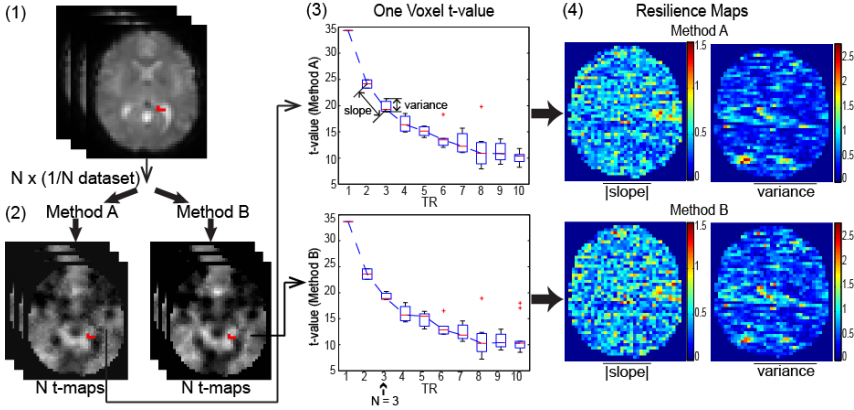 (1)
N x (1/N dataset)
(2)
Method A
Method B
N t-maps
N t-maps
(3)
One Voxel t-value
t-value (Method A)
35
30
25
20
15
10
5
slope
variance
1 2 3 4 5 6 7 8 9 10
TR
t-value (Method B)
35
30
25
20
15
10
5
1 2 3 4 5 6 7 8 9 10
TR
N = 3
(4)
Resilience Maps
Method A
1.5
1
0.5
0
2.5
2
1.5
1
0.5
0
|slope|
variance
Method B
1.5
1
0.5
0
2.5
2
1.5
1
0.5
0
|slope|
variance